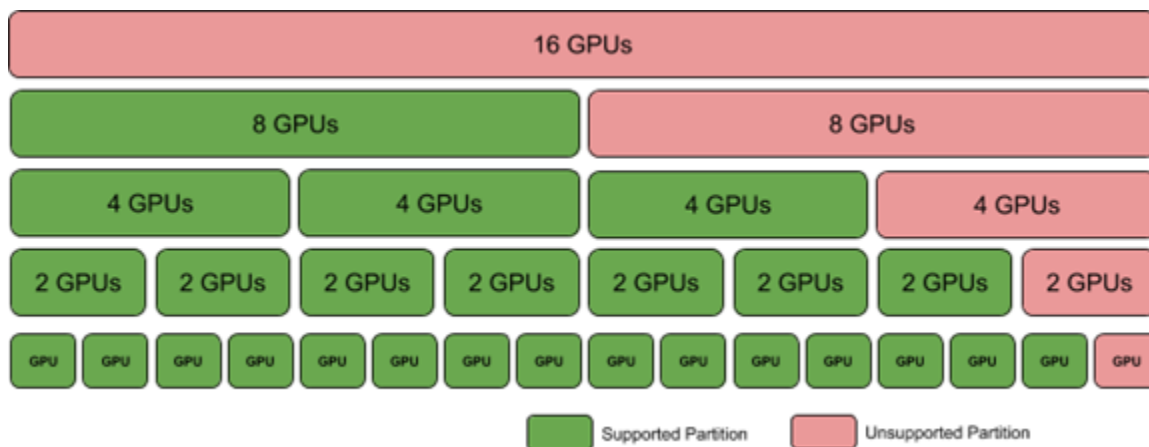 16 GPUs
8 GPUs 8 GPUs
4 GPUs 4 GPUs 4 GPUs 4 GPUs
2 GPUs 2 GPUs 2 GPUs 2 GPUs 2 GPUs 2 GPUs 2 GPUs 2 GPUs
GPU GPU GPU GPU GPU GPU GPU GPU GPU GPU GPU GPU GPU GPU GPU GPU
Supported Partition Unsupported Partition